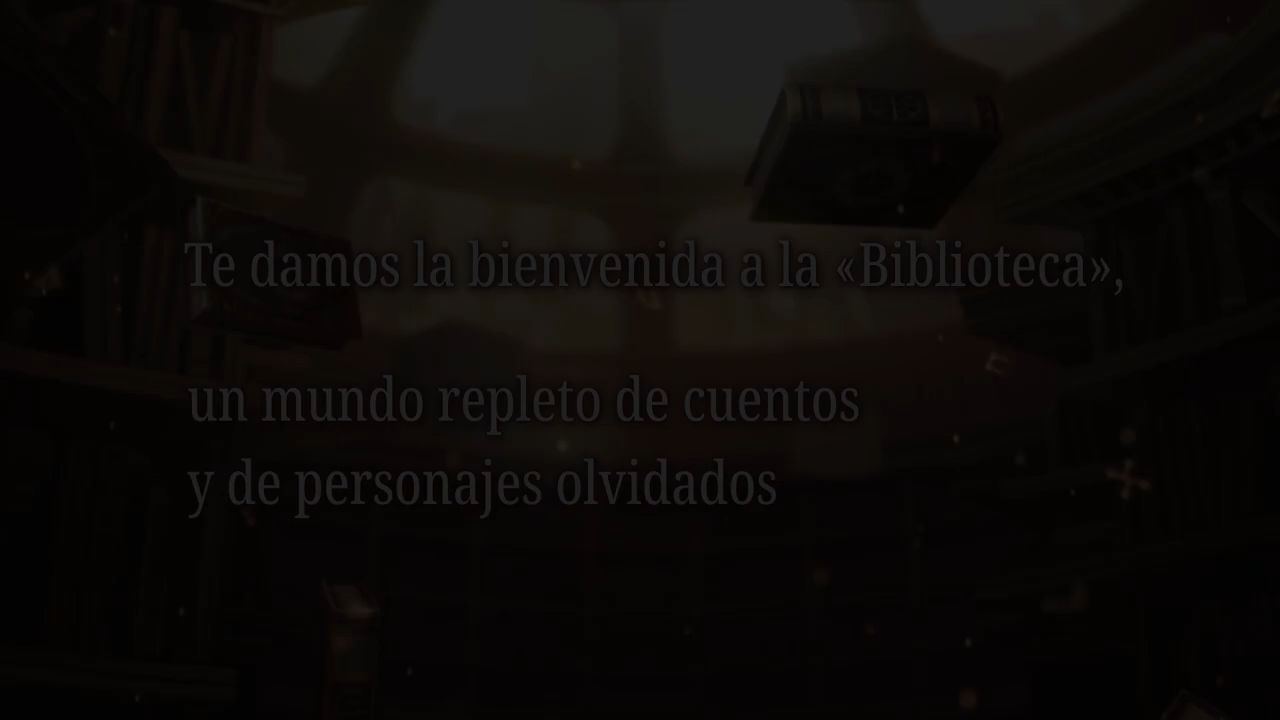 Te damos la bienvenida a la «Biblioteca»,
un mundo repleto de cuentos
y de personajes olvidados